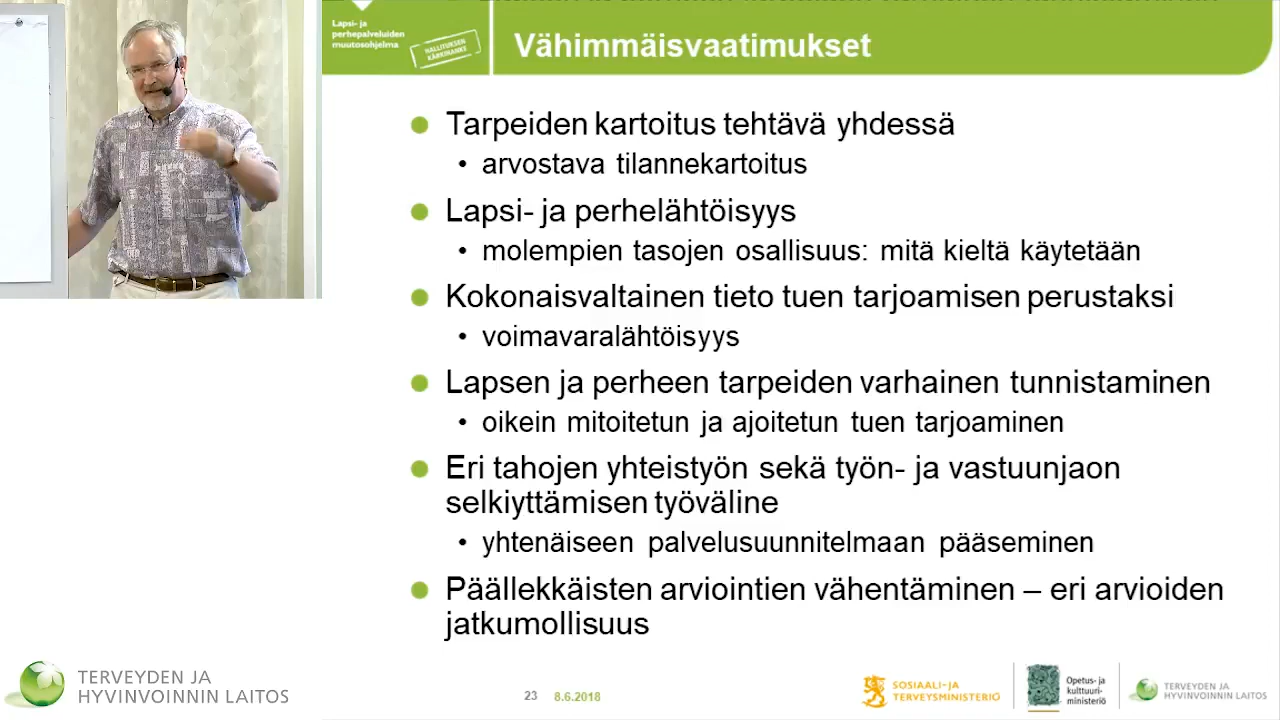 Lapsi- ja
perhepalveluiden
muutosohjelma
HALLITUKSEN
KÄRKIHANKE
Vähimmäisvaatimukset
Tarpeiden kartoitus tehtävä yhdessä
• arvostava tilannekartoitus
Lapsi- ja perhelähtöisyys
• molempien tasojen osallisuus: mitä kieltä käytetään
Kokonaisvaltainen tieto tuen tarjoamisen perustaksi
• voimavaralähtöisyys
Lapsen ja perheen tarpeiden varhainen tunnistaminen
• oikein mitoitetun ja ajoitetun tuen tarjoaminen
Eri tahojen yhteistyön sekä työn- ja vastuunjaon
selkiyttämisen työväline
• yhtenäiseen palvelusuunnitelmaan pääseminen
Päällekkäisten arviointien vähentäminen – eri arvioiden
jatkumollisuus
TERVEYDEN JA
HYVINVOINNIN LAITOS
23 8.6.2018
SOSIAALI- JA
TERVEYSMINISTERIÖ
Opetus- ja
kulttuuri-
ministeriö
TERVEYDEN JA
HYVINVOINNIN LAITOS